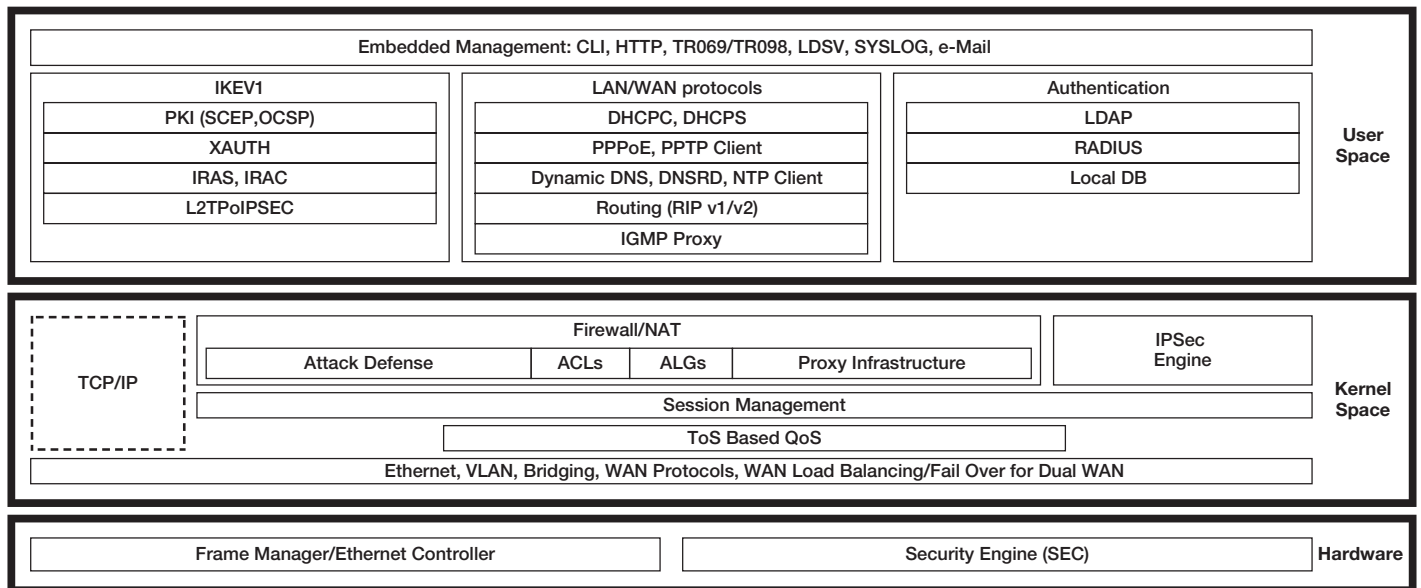 Embedded Management: CLI, HTTP, TR069/TR098, LDSV, SYSLOG, e-Mail
IKEV1
PKI (SCEP,OCSP)
XAUTH
IRAS, IRAC
L2TPoIPSEC
LAN/WAN protocols
DHCPC, DHCPS
PPPoE, PPTP Client
Dynamic DNS, DNSRD, NTP Client
Routing (RIP v1/v2)
IGMP Proxy
Authentication
LDAP
RADIUS
Local DB
User
Space
TCP/IP
Firewall/NAT
Attack Defense
ACLs
ALGs
Proxy Infrastructure
IPSec
Engine
Session Management
ToS Based QoS
Ethernet, VLAN, Bridging, WAN Protocols, WAN Load Balancing/Fail Over for Dual WAN
Kernel
Space
Frame Manager/Ethernet Controller
Security Engine (SEC)
Hardware